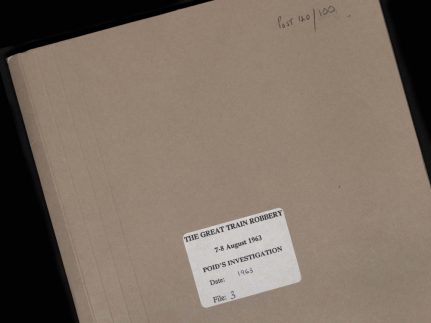 Post 120/100
THE GREAT TRAIN ROBBERY
7-8 August 1963
POID'S INVESTIGATION
Date: 1963
File: 3